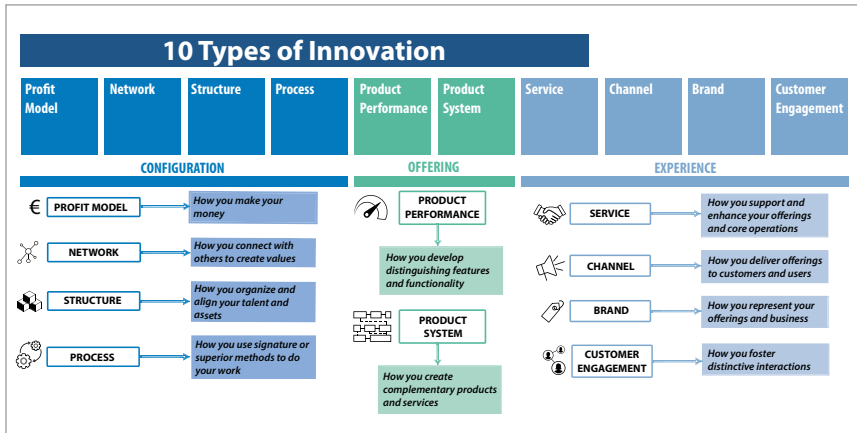 10 Types of Innovation
Profit
Model
Network
Structure
Process
Product
Performance
Product
System
Service
Channel
Brand
Customer
Engagement
CONFIGURATION
OFFERING
EXPERIENCE
€
PROFIT MODEL
How you make your
money
NETWORK
How you connect with
others to create values
STRUCTURE
How you organize and
align your talent and
assets
PROCESS
How you use signature or
superior methods to do
your work
PRODUCT
PERFORMANCE
How you develop
distinguishing features
and functionality
PRODUCT
SYSTEM
How you create
complementary products
and services
SERVICE
How you support and
enhance your offerings
and core operations
CHANNEL
How you deliver offerings
to customers and users
BRAND
How you represent your
offerings and business
CUSTOMER
ENGAGEMENT
How you foster
distinctive interactions